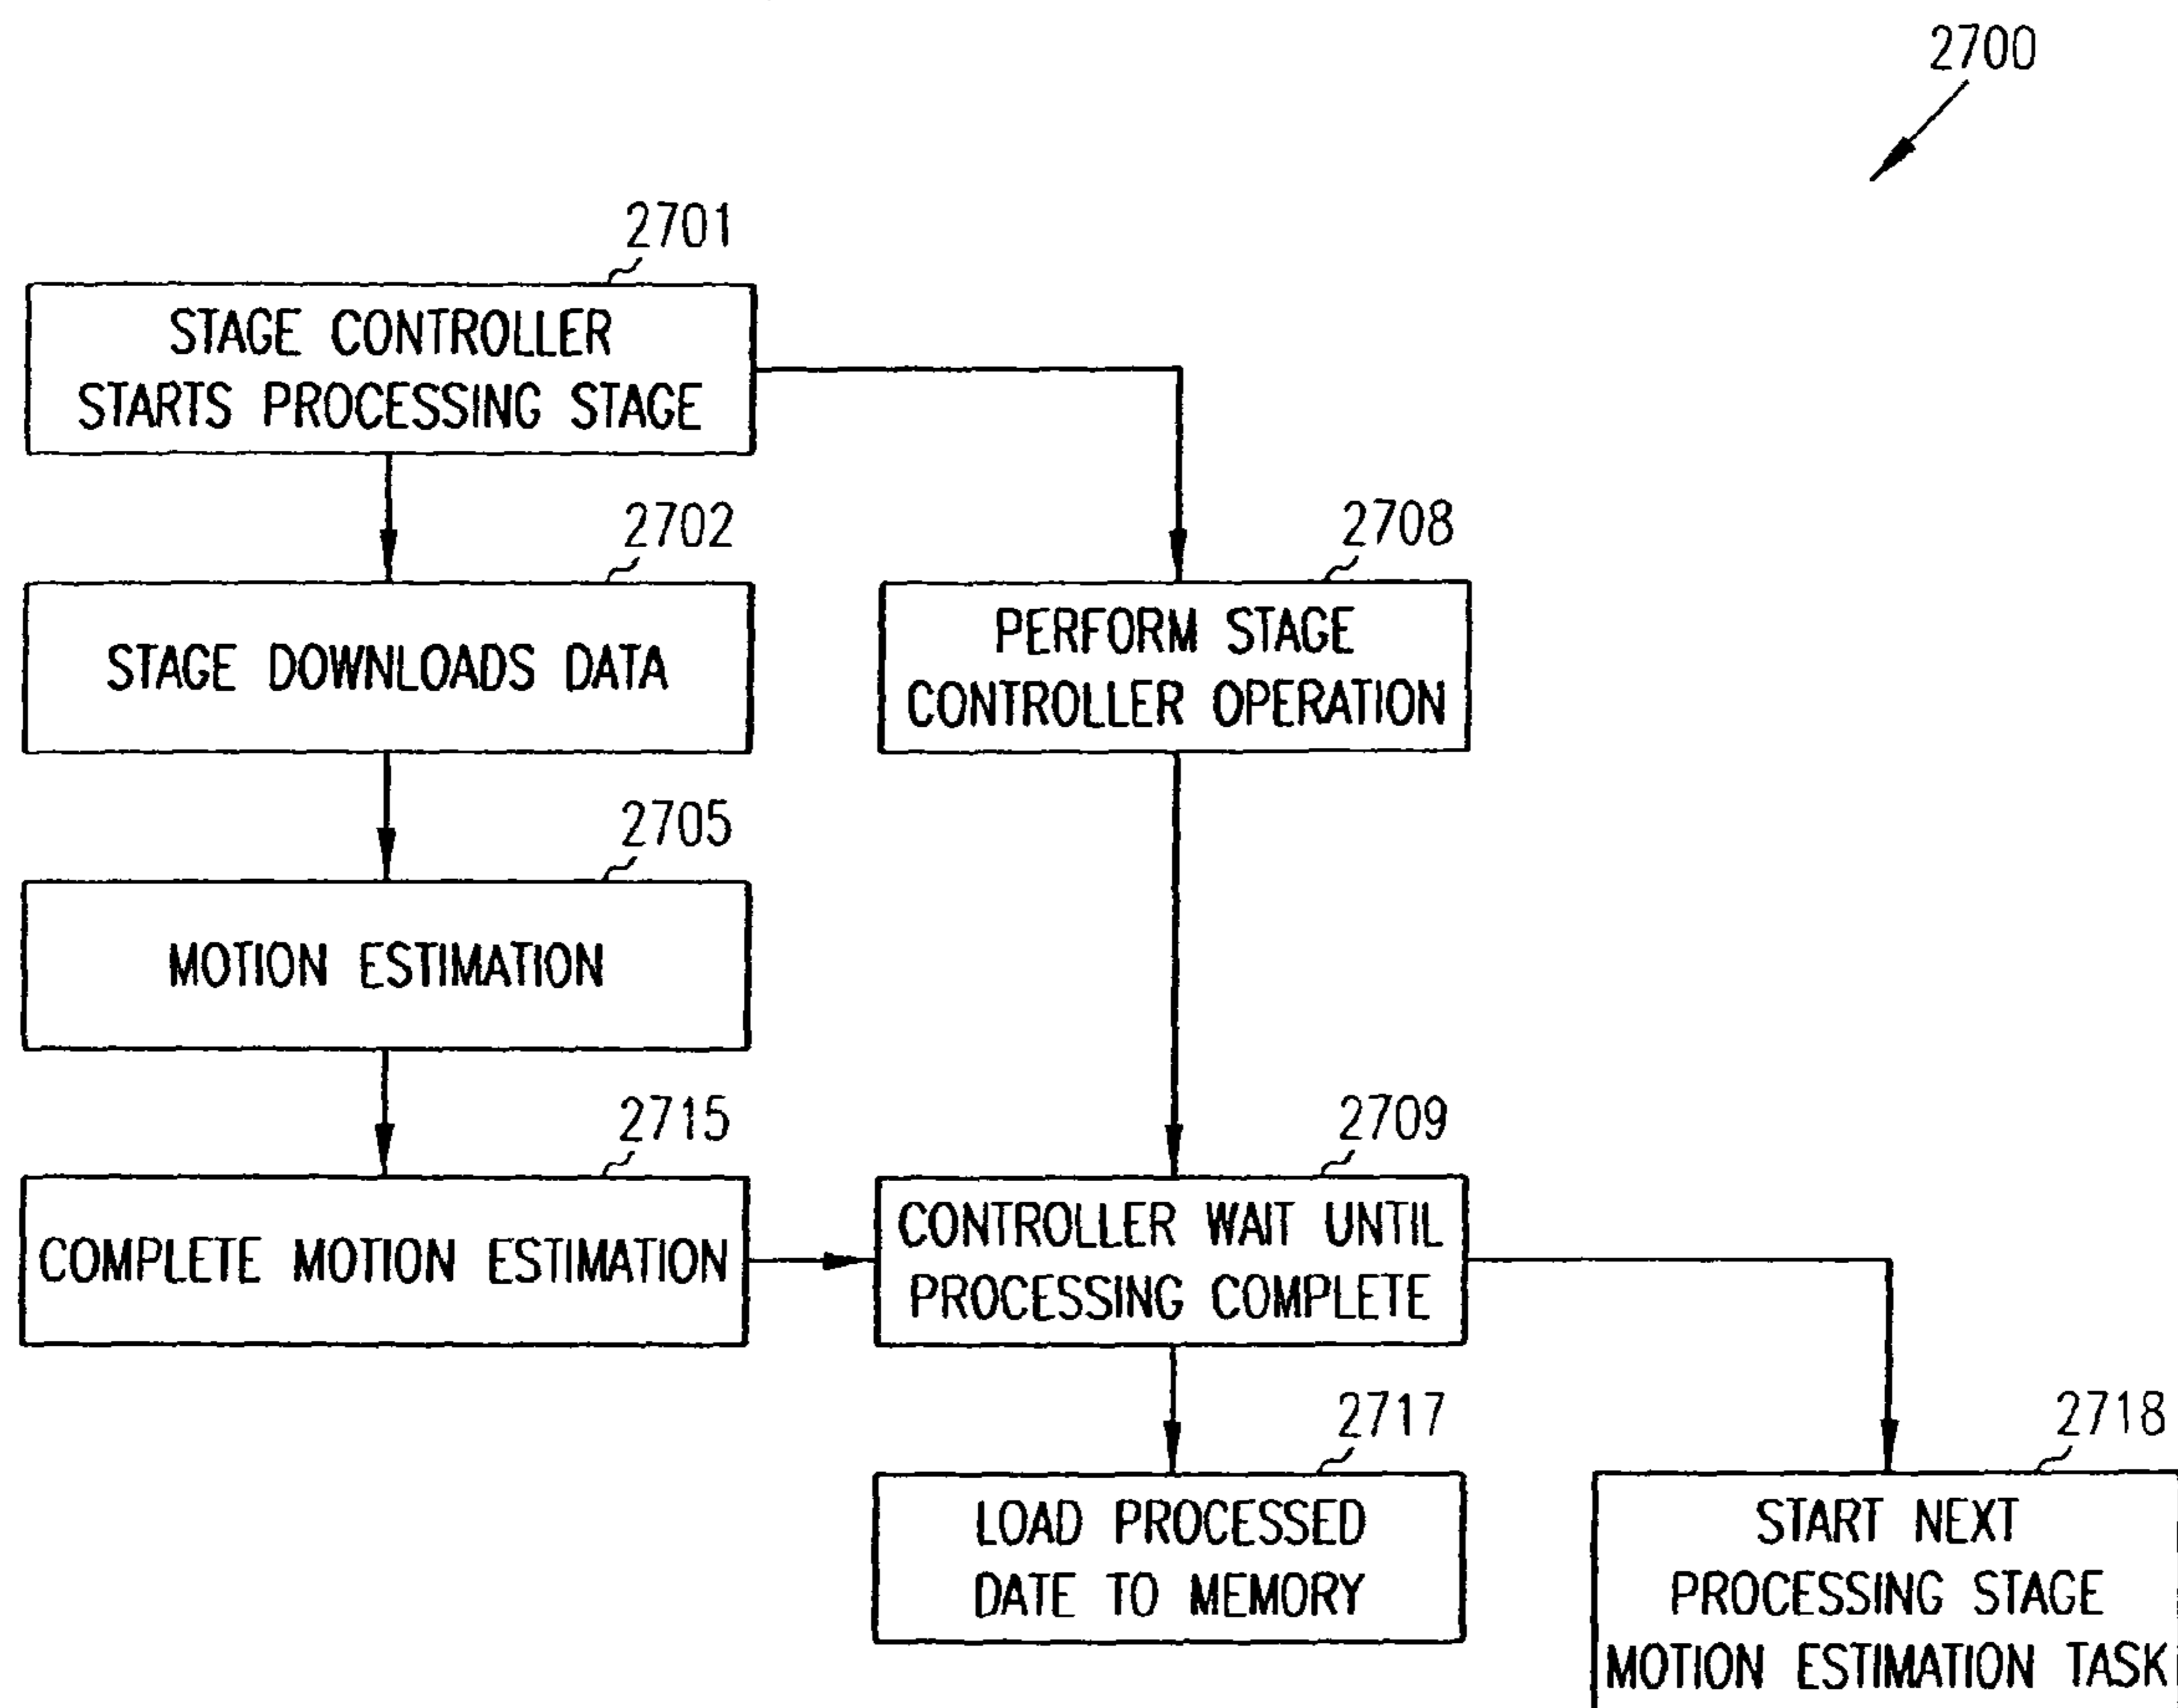 2700
2701
STAGE CONTROLLER
STARTS PROCESSING STAGE
2702
STAGE DOWNLOADS DATA
2708
PERFORM STAGE
CONTROLLER OPERATION
2705
MOTION ESTIMATION
2715
COMPLETE MOTION ESTIMATION
2709
CONTROLLER WAIT UNTIL
PROCESSING COMPLETE
2717
LOAD PROCESSED
DATE TO MEMORY
2718
START NEXT
PROCESSING STAGE
MOTION ESTIMATION TASK